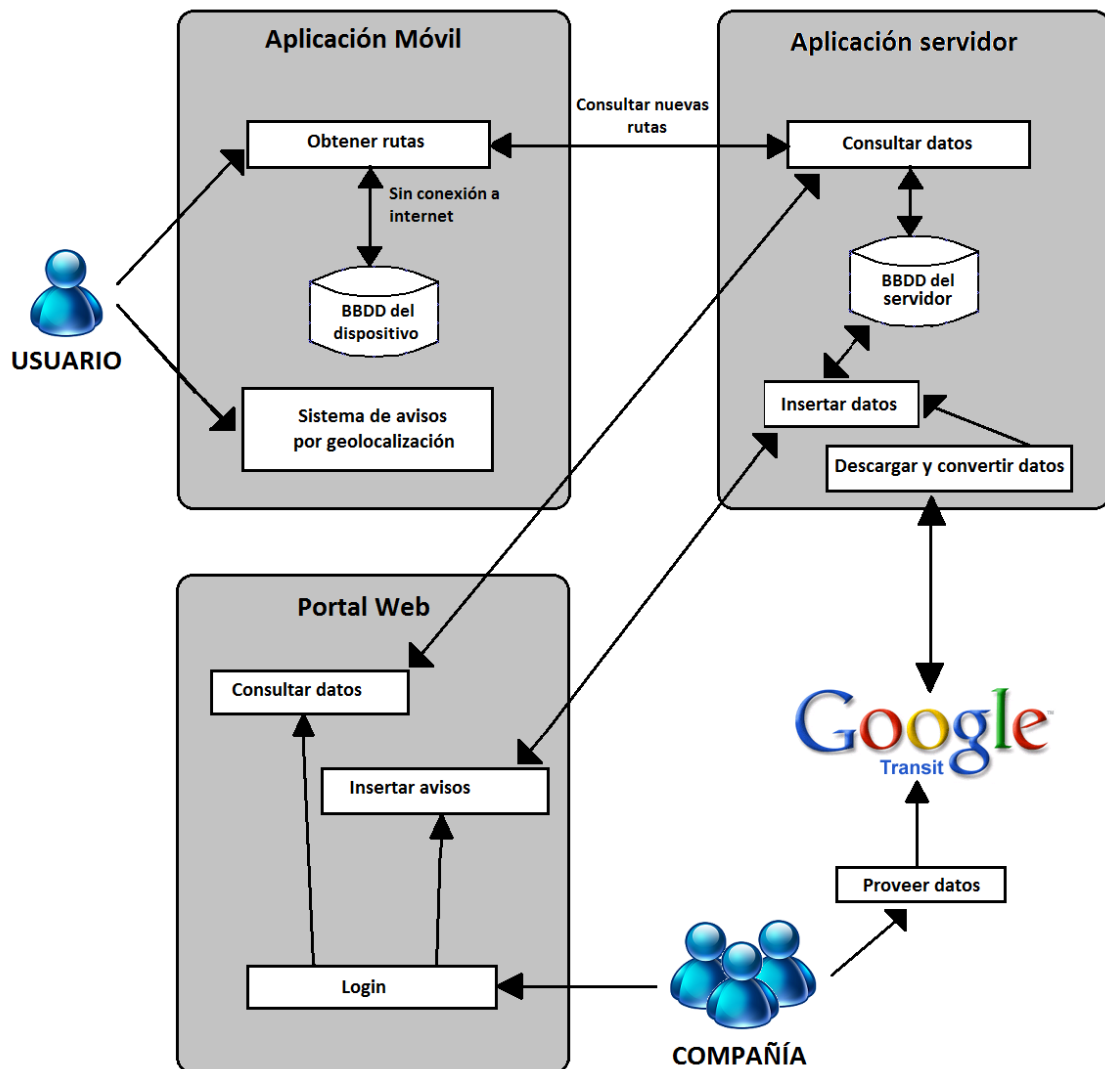 Aplicación Móvil
Aplicación servidor
Consultar nuevas
rutas
Obtener rutas
Consultar datos
Sin conexión a
internet
BBDD del
dispositivo
BBDD del
servidor
USUARIO
Sistema de avisos
por geolocalización
Insertar datos
Descargar y convertir datos
Portal Web
Consultar datos
Insertar avisos
Login
Google
Transit
Proveer datos
COMPAÑÍA